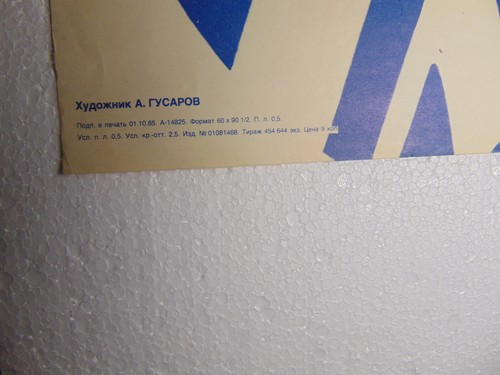 Художник А. ГУСАРОВ
Подп. в печать 01.10.85. А-14825. Формат 60 х 90 1/2. П. л. 0,5.
Усл. п. л. 0,5. Усл. кр.-отт. 2,5. Изд. № 01081468. Тираж 454 644 экз. Цена 9 коп.